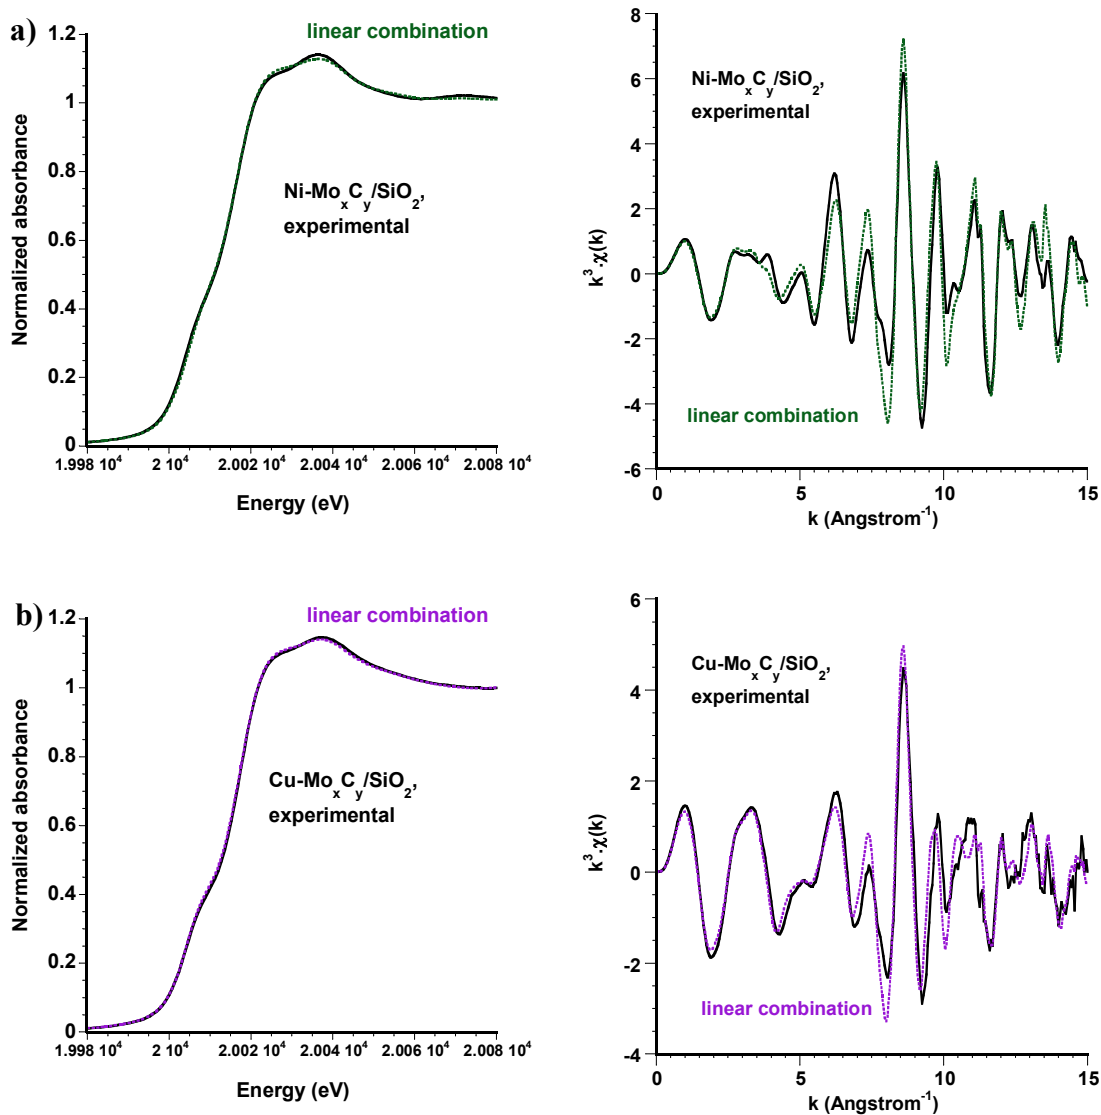 a)
linear combination
1.2
1
0.8
0.6
0.4
0.2
0
Normalized absorbance
Ni-MoxCy/SiO2,
experimental
1.998 10^4 2 10^4 2.002 10^4 2.004 10^4 2.006 10^4 2.008 10^4
Energy (eV)
8
6
4
2
0
-2
-4
-6
k^3.χ(k)
Ni-MoxCy/SiO2,
experimental
linear combination
0 5 10 15
k (Angstrom^-1)
b)
linear combination
1.2
1
0.8
0.6
0.4
0.2
0
Normalized absorbance
Cu-MoxCy/SiO2,
experimental
1.998 10^4 2 10^4 2.002 10^4 2.004 10^4 2.006 10^4 2.008 10^4
Energy (eV)
6
4
2
0
-2
-4
k^3.χ(k)
Cu-MoxCy/SiO2,
experimental
linear combination
0 5 10 15
k (Angstrom^-1)